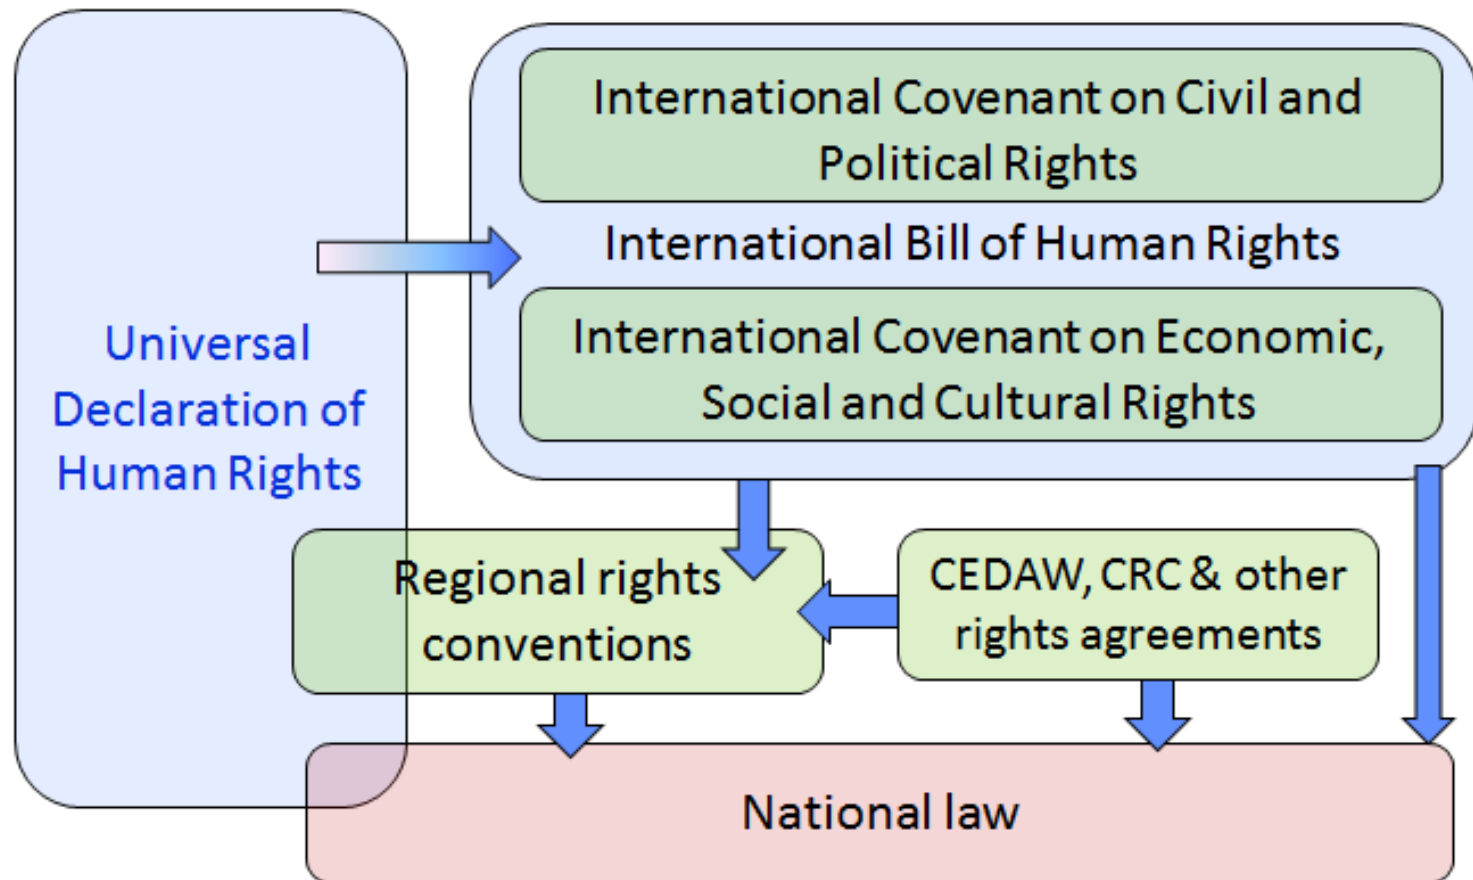 International Covenant on Civil and
Political Rights
International Bill of Human Rights
International Covenant on Economic,
Social and Cultural Rights
Universal
Declaration of
Human Rights
Regional rights
conventions
CEDAW, CRC & other
rights agreements
National law